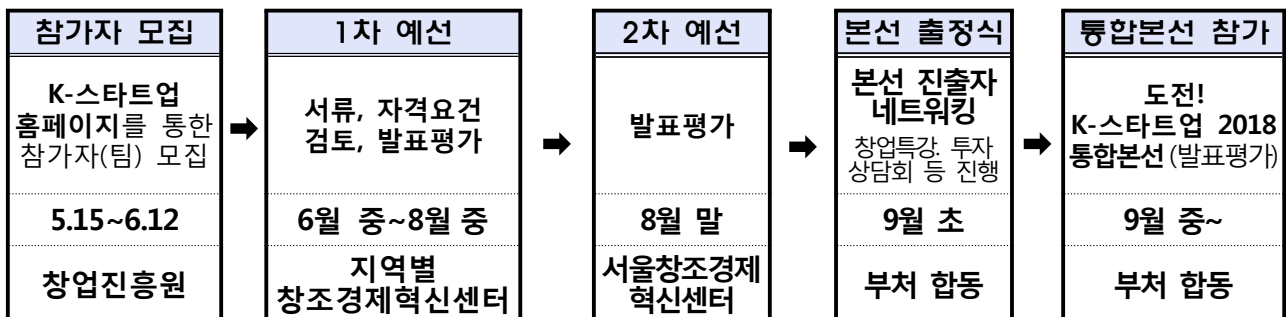 참가자 모집
K-스타트업
홈페이지를 통한
참가자(팀) 모집
5.15~6.12
창업진흥원
➡
1차 예선
서류, 자격요건
검토, 발표평가
6월 중~8월 중
지역별
창조경제혁신센터
➡
2차 예선
발표평가
8월 말
서울창조경제
혁신센터
➡
본선 출정식
본선 진출자
네트워킹
창업특강. 투자
상담회 등 진행
9월 초
부처 합동
➡
통합본선 참가
도전!
K-스타트업 2018
통합본선(발표평가)
9월 중~
부처 합동